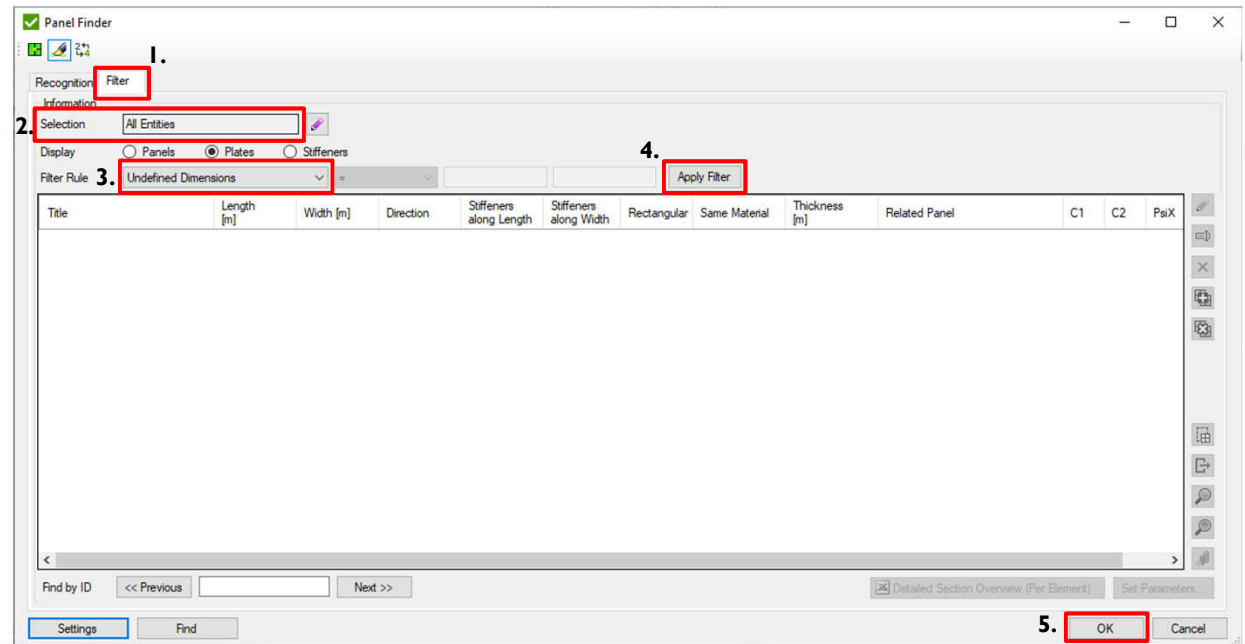 Panel Finder
1.
Recognition Filter
Information
2. Selection All Entities
Display Panels Plates Stiffeners
4.
Filter Rule 3. Undefined Dimensions = Apply Filter
Title Length [m] Width [m] Direction Stiffeners along Length Stiffeners along Width Rectangular Same Material Thickness [m] Related Panel C1 C2 PsiX
Find by ID << Previous Next >> Detailed Section Overview (Per Element) Set Parameters...
Settings Find 5. OK Cancel